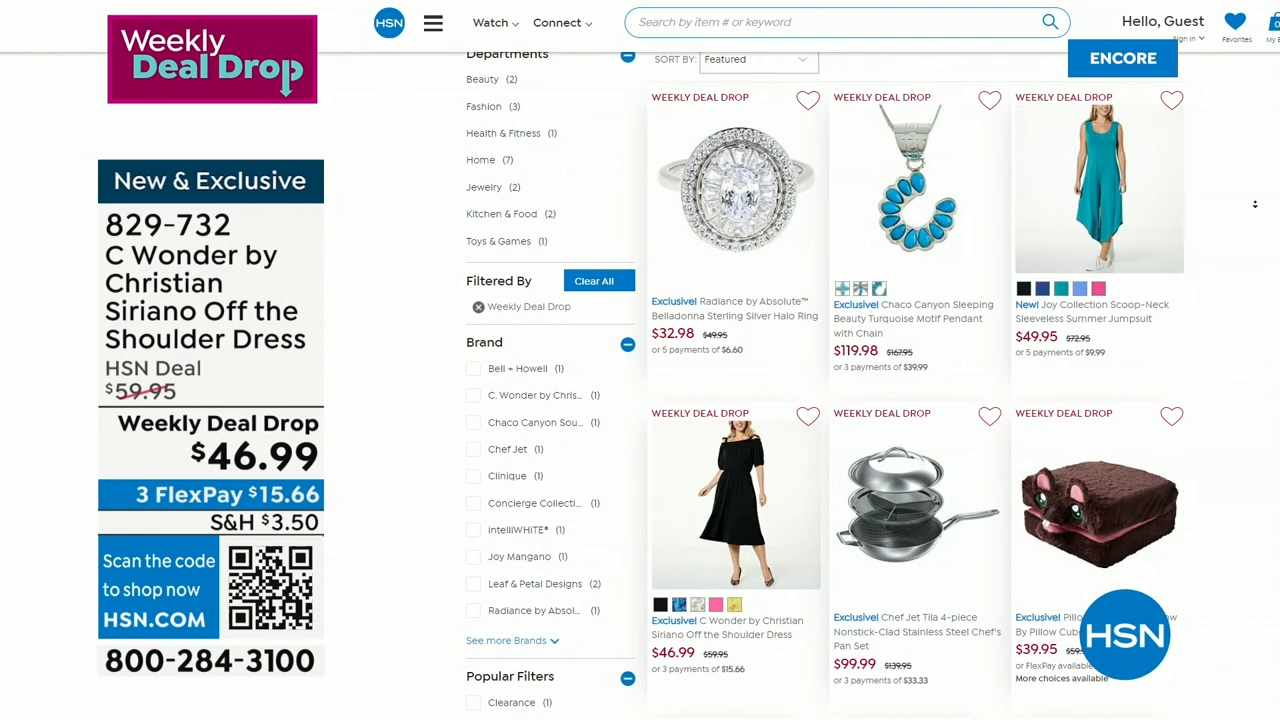 Weekly
Deal Drop
New & Exclusive
829-732
C Wonder by
Christian
Siriano Off the
Shoulder Dress
HSN Deal
$59.95
Weekly Deal Drop
$46.99
3 FlexPay $15.66
S&H $3.50
Scan the code
to shop now
HSN.COM
800-284-3100
HSN
Watch
Connect
Search by item # or keyword
Hello, Guest
Sign In
Favorites
0
ENCORE
Departments
Beauty (2)
Fashion (3)
Health & Fitness (1)
Home (7)
Jewelry (2)
Kitchen & Food (2)
Toys & Games (1)
Filtered By
Clear All
Weekly Deal Drop
Brand
Bell + Howell (1)
C. Wonder by Chris... (1)
Chaco Canyon Sou... (1)
Chef Jet (1)
Clinique (1)
Concierge Collecti... (1)
intelliWHiTE® (1)
Joy Mangano (1)
Leaf & Petal Designs (2)
Radiance by Absol... (1)
See more Brands
Popular Filters
Clearance (1)
SORT BY: Featured
WEEKLY DEAL DROP
Exclusive! Radiance by Absolute™
Belladonna Sterling Silver Halo Ring
$32.98 $49.95
or 5 payments of $6.60
WEEKLY DEAL DROP
Exclusive! Chaco Canyon Sleeping
Beauty Turquoise Motif Pendant
with Chain
$119.98 $167.95
or 3 payments of $39.99
WEEKLY DEAL DROP
New! Joy Collection Scoop-Neck
Sleeveless Summer Jumpsuit
$49.95 $72.95
or 5 payments of $9.99
WEEKLY DEAL DROP
Exclusive! C Wonder by Christian
Siriano Off the Shoulder Dress
$46.99 $59.95
or 3 payments of $15.66
WEEKLY DEAL DROP
Exclusive! Chef Jet Tila 4-piece
Nonstick-Clad Stainless Steel Chef's
Pan Set
$99.99 $139.95
or 3 payments of $33.33
WEEKLY DEAL DROP
Exclusive!
By Pillow
$39.95
or FlexPay available
More choices available
HSN